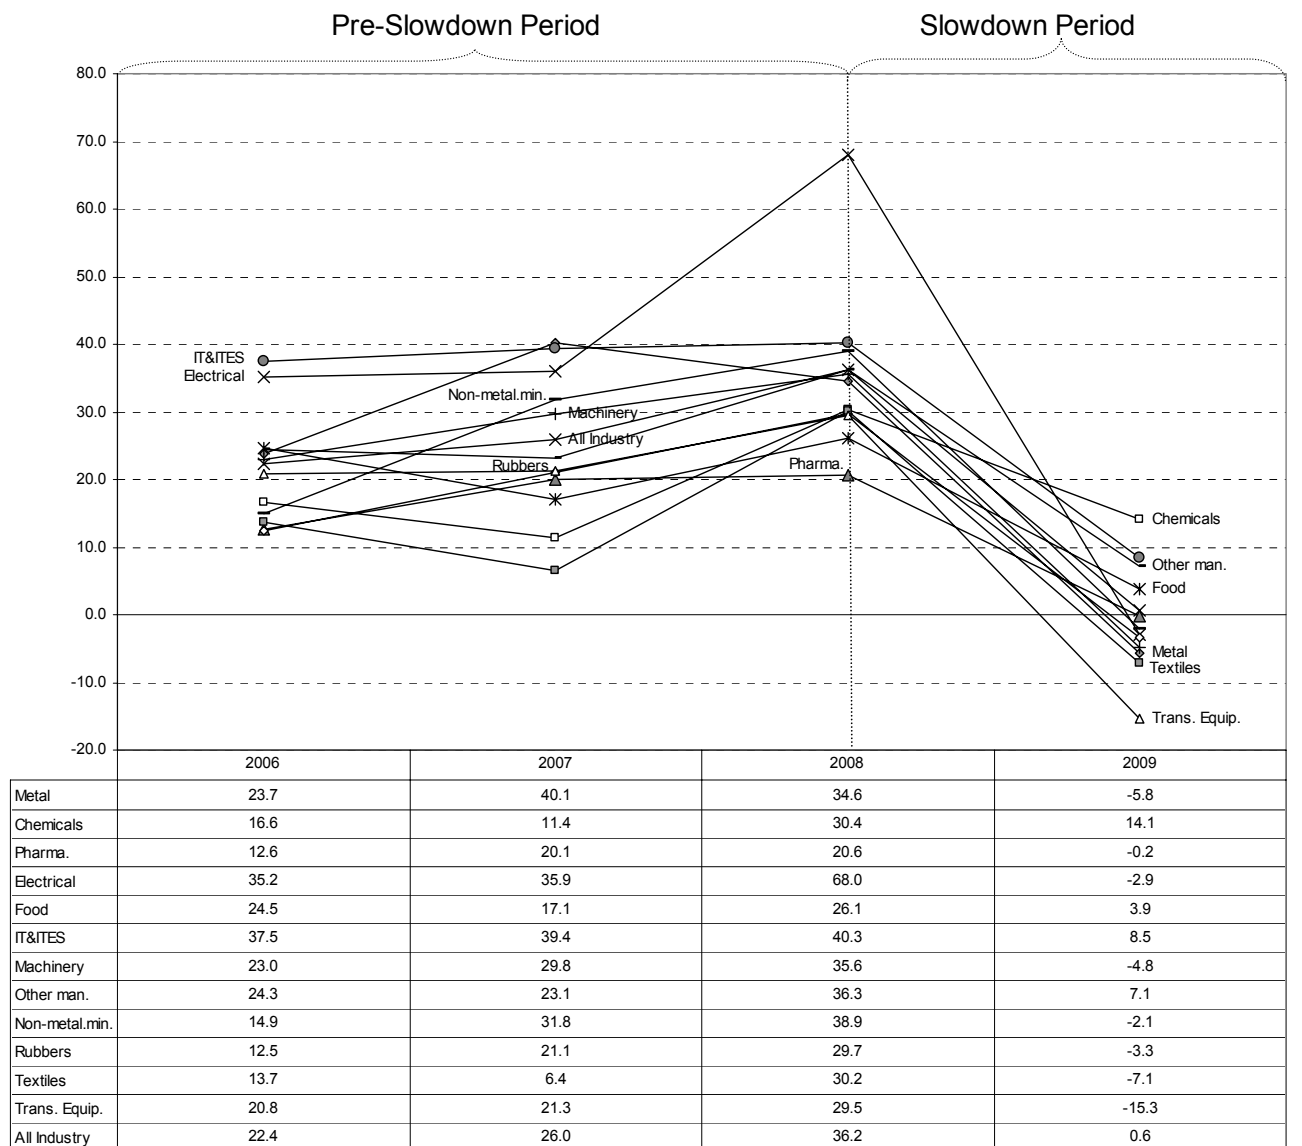 Pre-Slowdown Period Slowdown Period
80.0
70.0
60.0
50.0
40.0
IT&ITES
Electrical
Non-metal.min.
30.0
Machinery
All Industry
Rubbers
Pharma.
20.0
Chemicals
10.0
Other man.
Food
0.0
Metal
Textiles
-10.0
Trans. Equip.
-20.0
2006 2007 2008 2009
Metal 23.7 40.1 34.6 -5.8
Chemicals 16.6 11.4 30.4 14.1
Pharma. 12.6 20.1 20.6 -0.2
Electrical 35.2 35.9 68.0 -2.9
Food 24.5 17.1 26.1 3.9
IT&ITES 37.5 39.4 40.3 8.5
Machinery 23.0 29.8 35.6 -4.8
Other man. 24.3 23.1 36.3 7.1
Non-metal.min. 14.9 31.8 38.9 -2.1
Rubbers 12.5 21.1 29.7 -3.3
Textiles 13.7 6.4 30.2 -7.1
Trans. Equip. 20.8 21.3 29.5 -15.3
All Industry 22.4 26.0 36.2 0.6